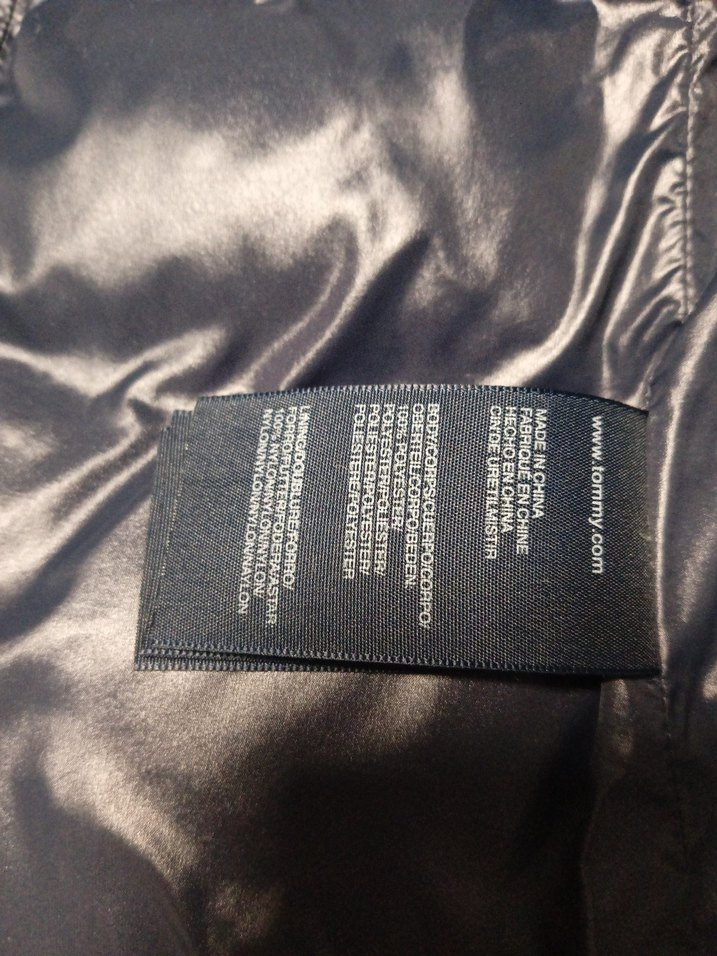 www.tommy.com
MADE IN CHINA
FABRIQUE EN CHINE
HECHO EN CHINA
CIN'DE URETILMISTIR
BODY/CORPS/CUERPO/CORPO/
OBERTEIL/CORPO/BEDEN:
100% POLYESTER/
POLYESTER/POLIESTER/
POLIESTERE/POLYESTER
LINING/DOUBLURE/FORRO/
FORRO/FUTTER/FODERA/ASTAR
100% NYLON/NYLON/NYLON/
NYLON/NYLON/NAYLON